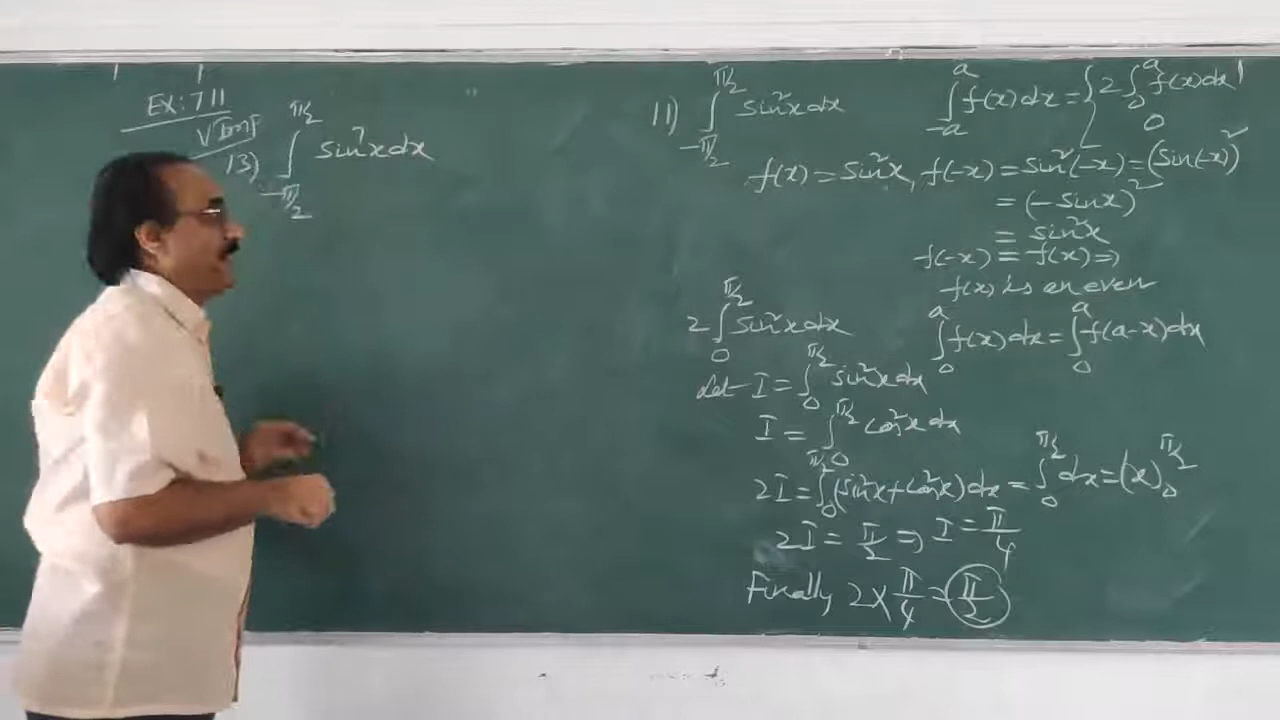 EX: 7.11
√Imp
13) ∫_{-π/2}^{π/2} sin⁷x dx
11) ∫_{-π/2}^{π/2} sin²x dx
∫_{-a}^{a} f(x) dx = { 2 ∫_0^a f(x) dx
0
f(x) = sin²x, f(-x) = sin²(-x) = (sin(-x))²
= (-sinx)²
= sin²x
f(-x) = f(x) ⇒
f(x) is an even
2 ∫_0^{π/2} sin²x dx
∫_0^a f(x) dx = ∫_0^a f(a-x) dx
Let I = ∫_0^{π/2} sin²x dx
I = ∫_0^{π/2} cos²x dx
2I = ∫_0^{π/2} (sin²x + cos²x) dx = ∫_0^{π/2} dx = (x)_0^{π/2}
2I = π/2 ⇒ I = π/4
Finally 2 × π/4 = π/2